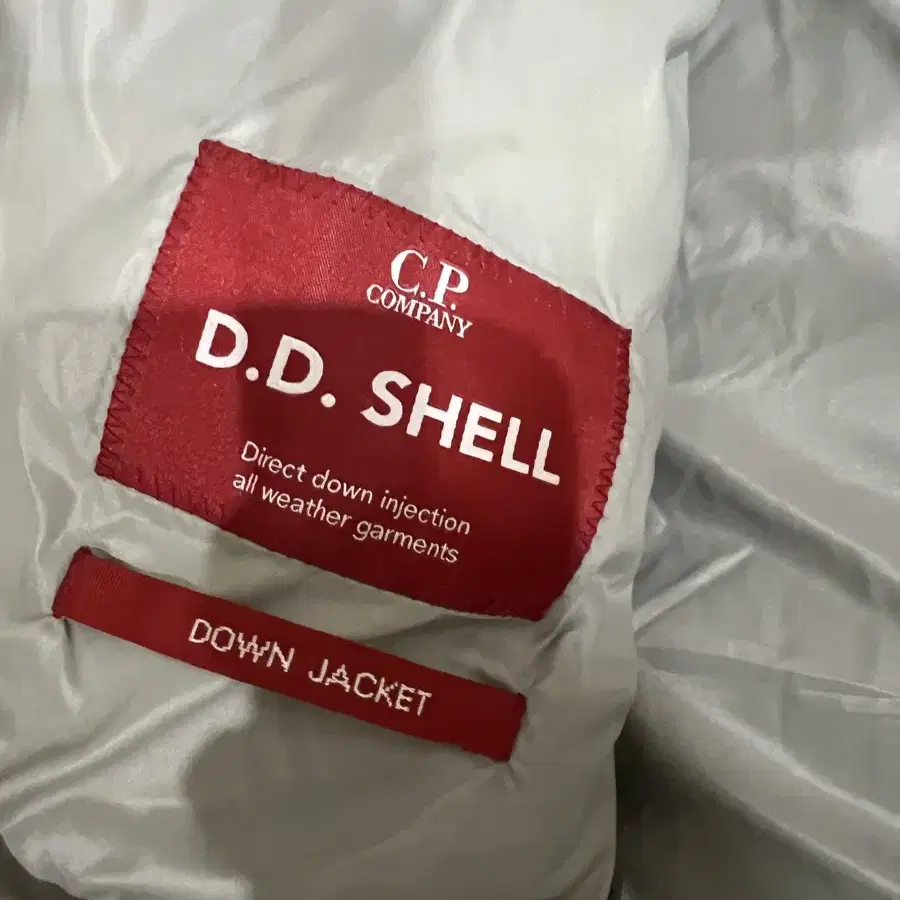 C.P.
COMPANY
D.D. SHELL
Direct down injection
all weather garments
DOWN JACKET